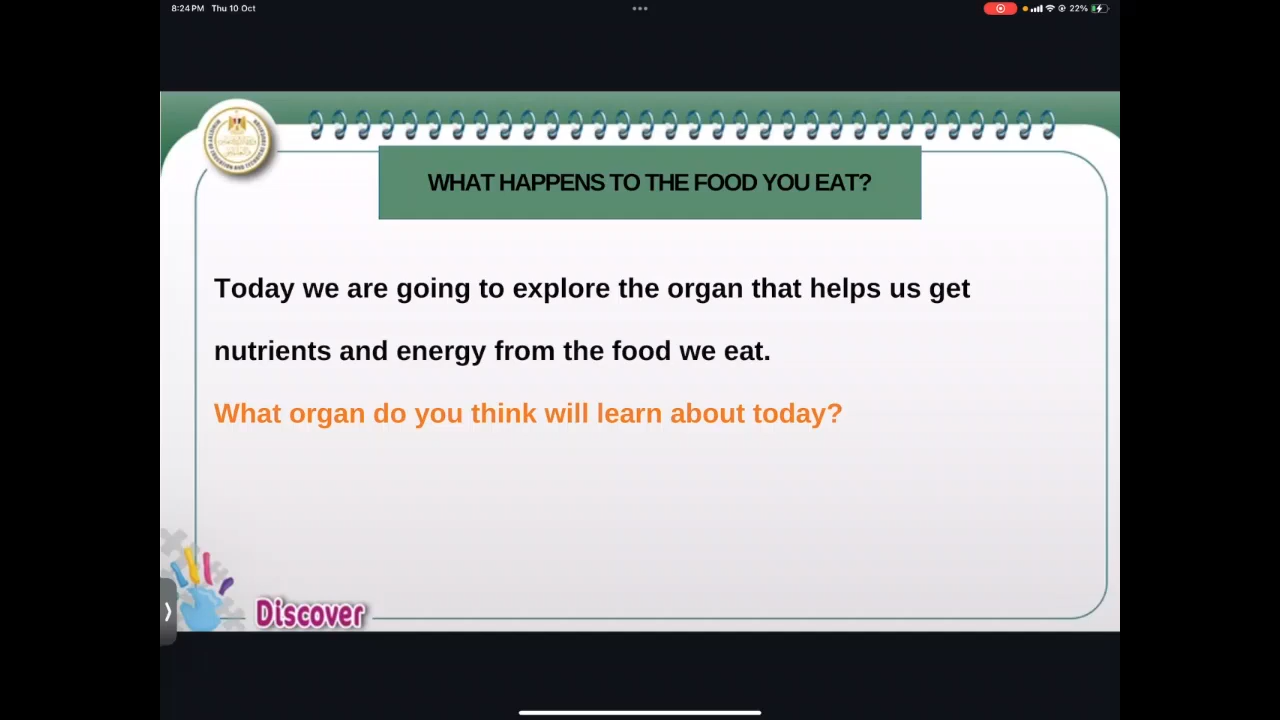 8:24 PM Thu 10 Oct
22%
WHAT HAPPENS TO THE FOOD YOU EAT?
Today we are going to explore the organ that helps us get
nutrients and energy from the food we eat.
What organ do you think will learn about today?
Discover